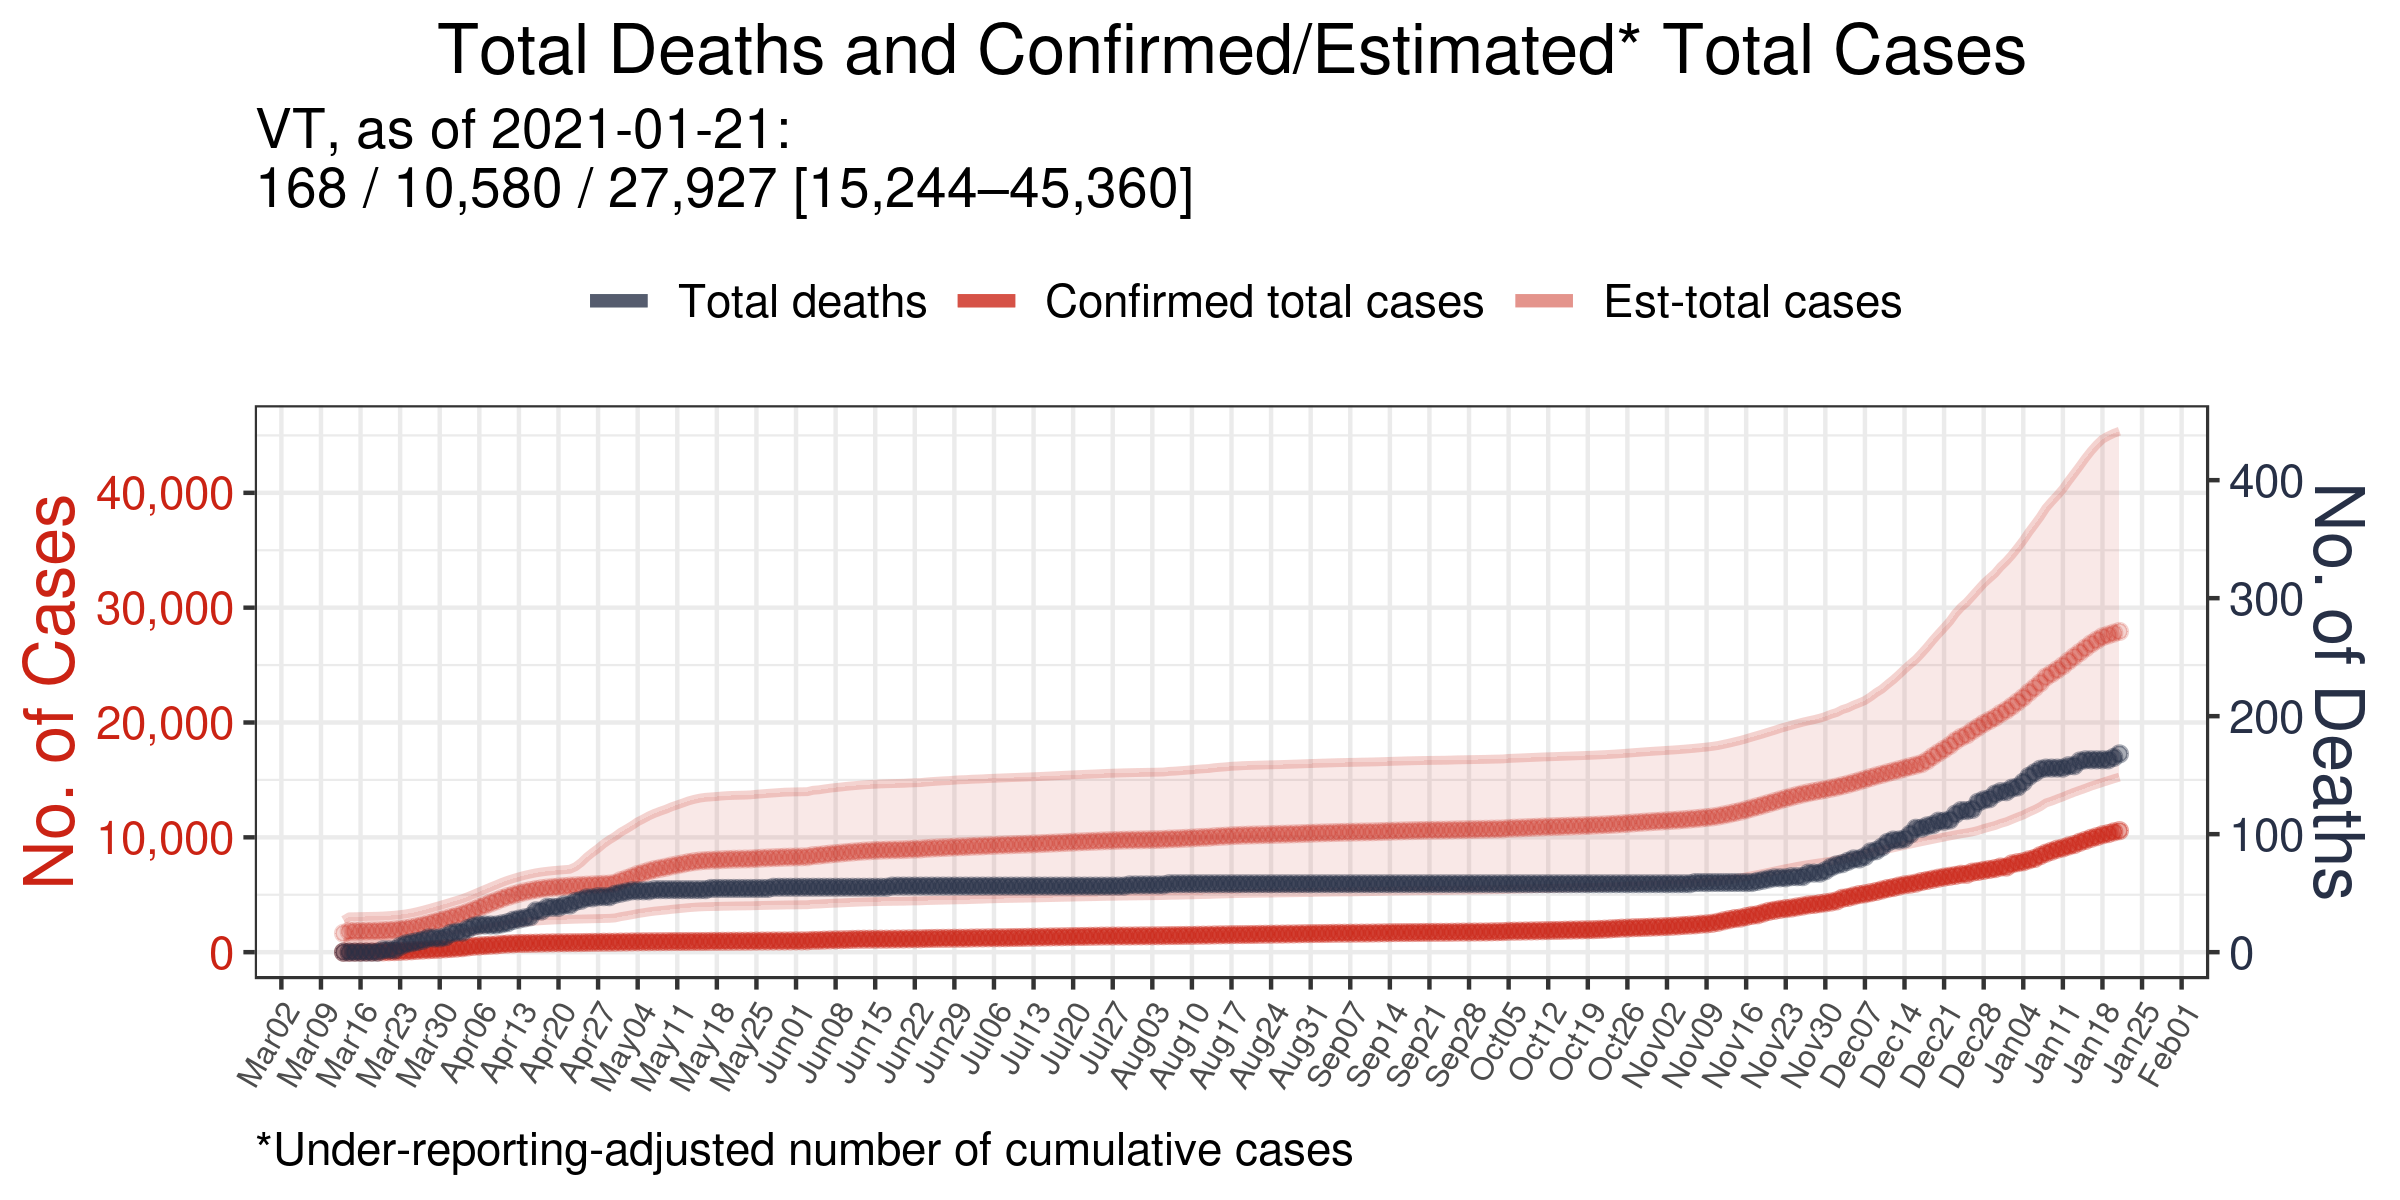 Total Deaths and Confirmed/Estimated* Total Cases
VT, as of 2021-01-21:
168 / 10,580 / 27,927 [15,244–45,360]
Total deaths
Confirmed total cases
Est-total cases
No. of Cases
40,000
30,000
20,000
10,000
0
400
300
200
100
0
No. of Deaths
Mar02
Mar09
Mar16
Mar23
Mar30
Apr06
Apr13
Apr20
Apr27
May04
May11
May18
May25
Jun01
Jun08
Jun15
Jun22
Jun29
Jul06
Jul13
Jul20
Jul27
Aug03
Aug10
Aug17
Aug24
Aug31
Sep07
Sep14
Sep21
Sep28
Oct05
Oct12
Oct19
Oct26
Nov02
Nov09
Nov16
Nov23
Nov30
Dec07
Dec14
Dec21
Dec28
Jan04
Jan11
Jan18
Jan25
Feb01
*Under-reporting-adjusted number of cumulative cases